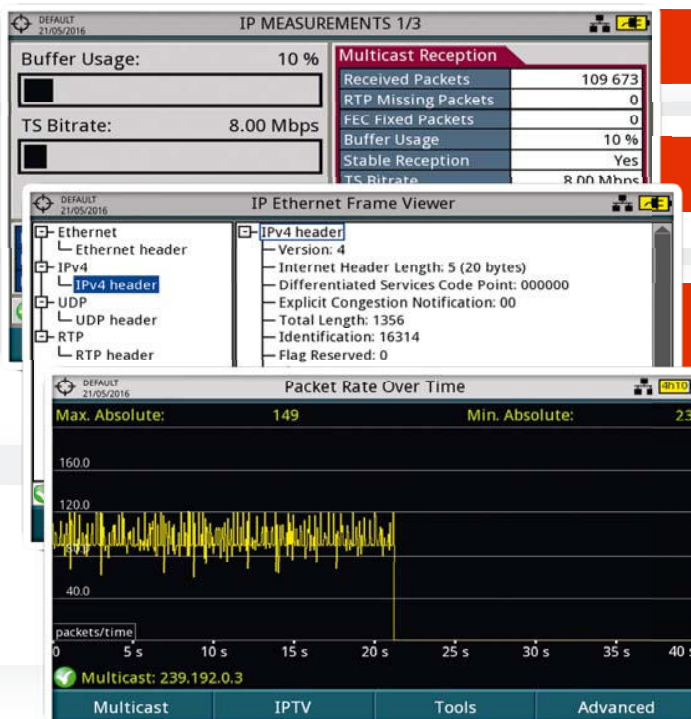 DEFAULT
21/05/2016
IP MEASUREMENTS 1/3
Buffer Usage: 10 %
TS Bitrate: 8.00 Mbps
Multicast Reception
Received Packets 109 673
RTP Missing Packets 0
FEC Fixed Packets 0
Buffer Usage 10 %
Stable Reception Yes
TS Bitrate 8.00 Mbps
DEFAULT
21/05/2016
IP Ethernet Frame Viewer
Ethernet
Ethernet header
IPv4
IPv4 header
UDP
UDP header
RTP
RTP header
IPv4 header
Version: 4
Internet Header Length: 5 (20 bytes)
Differentiated Services Code Point: 000000
Explicit Congestion Notification: 00
Total Length: 1356
Identification: 16314
Flag Reserved: 0
DEFAULT
21/05/2016
Packet Rate Over Time
4h10
Max. Absolute: 149 Min. Absolute: 23
160.0
120.0
80.0
40.0
packets/time
0 5 s 10 s 15 s 20 s 25 s 30 s 35 s 40 s
Multicast: 239.192.0.3
Multicast IPTV Tools Advanced